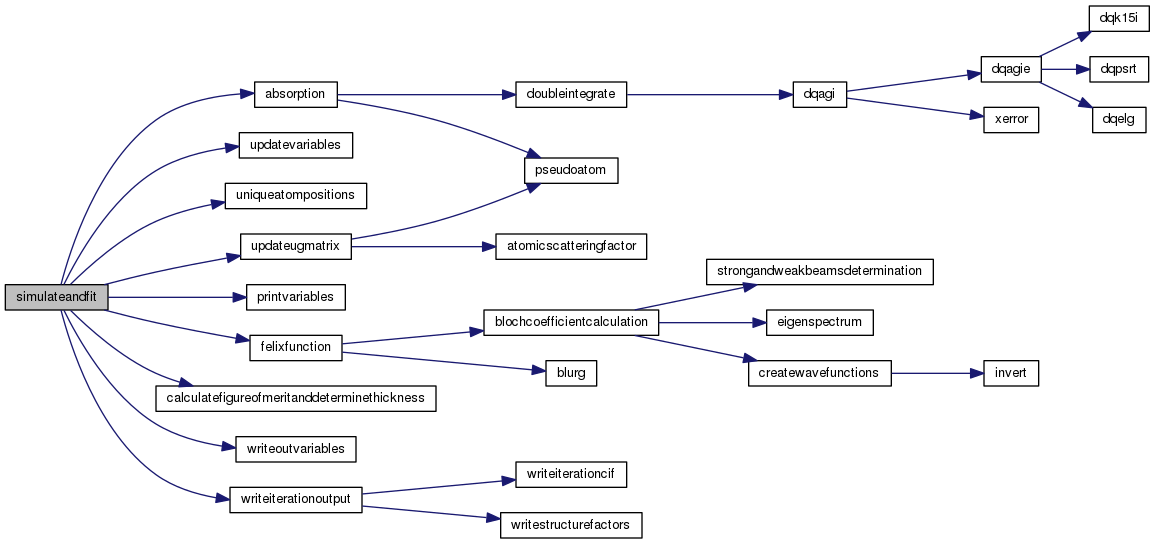 dqk15i
dqagie
dqpsrt
absorption
doubleintegrate
dqagi
xerror
dqelg
updatevariables
pseudoatom
uniqueatompositions
updateugmatrix
atomicscatteringfactor
strongandweakbeamsdetermination
simulateandfit
printvariables
blochcoefficientcalculation
eigenspectrum
felixfunction
blurg
createwavefunctions
invert
calculatefigureofmeritanddeterminethickness
writeoutvariables
writeiterationcif
writeiterationoutput
writestructurefactors